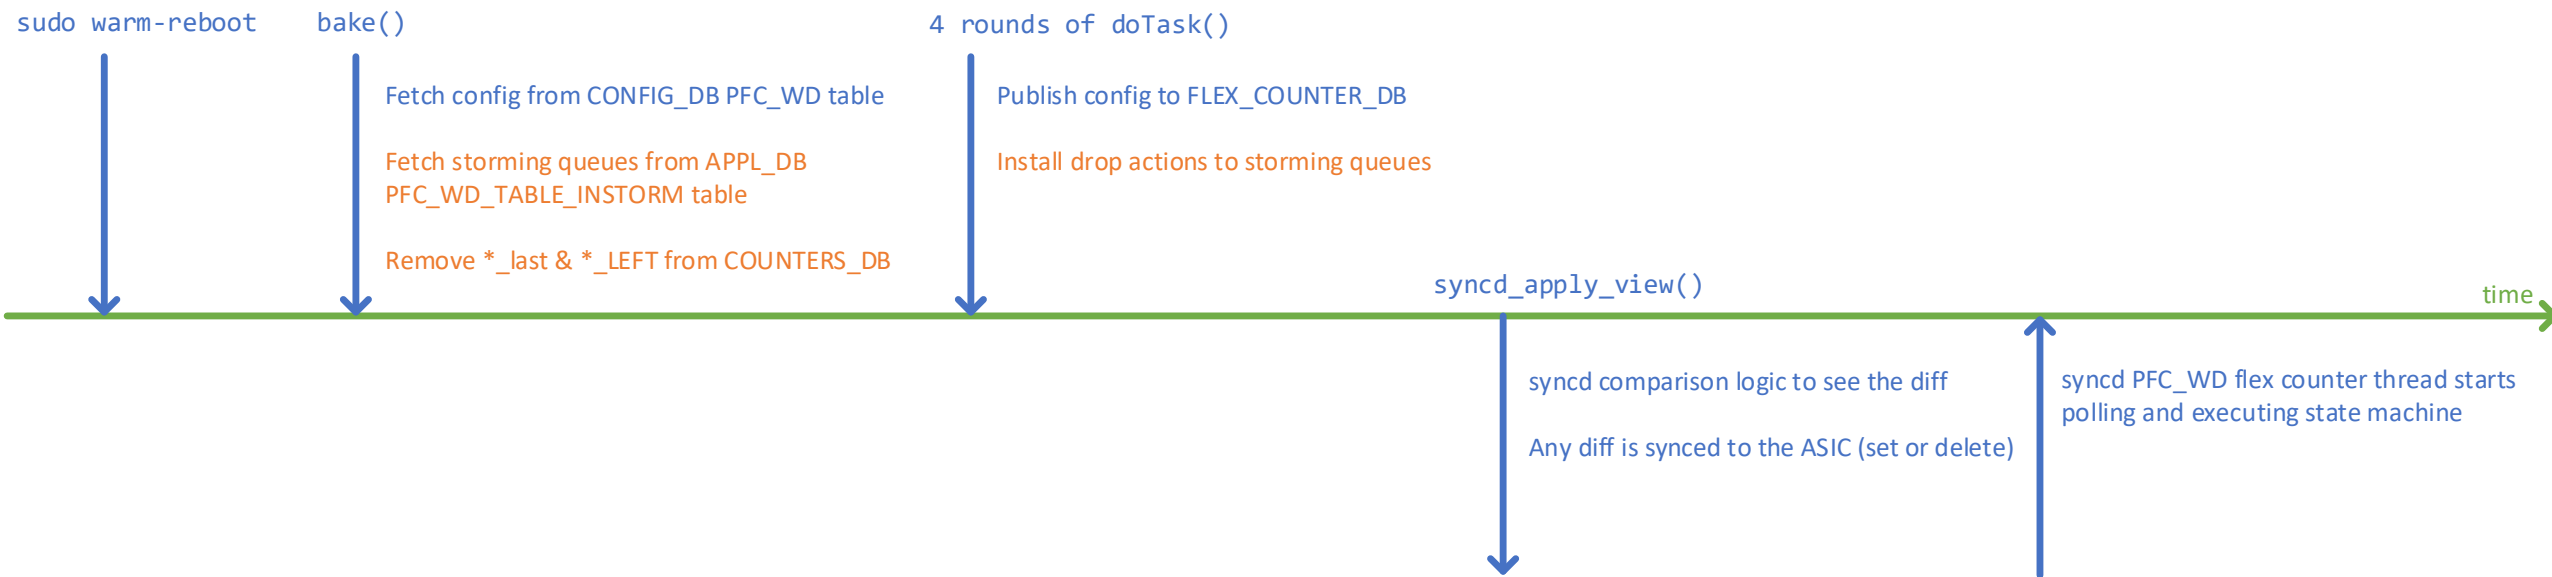 sudo warm-reboot
bake()
4 rounds of doTask()
Fetch config from CONFIG_DB PFC_WD table
Fetch storming queues from APPL_DB
PFC_WD_TABLE_INSTORM table
Remove *_last & *_LEFT from COUNTERS_DB
Publish config to FLEX_COUNTER_DB
Install drop actions to storming queues
syncd_apply_view()
time
syncd comparison logic to see the diff
Any diff is synced to the ASIC (set or delete)
syncd PFC_WD flex counter thread starts
polling and executing state machine